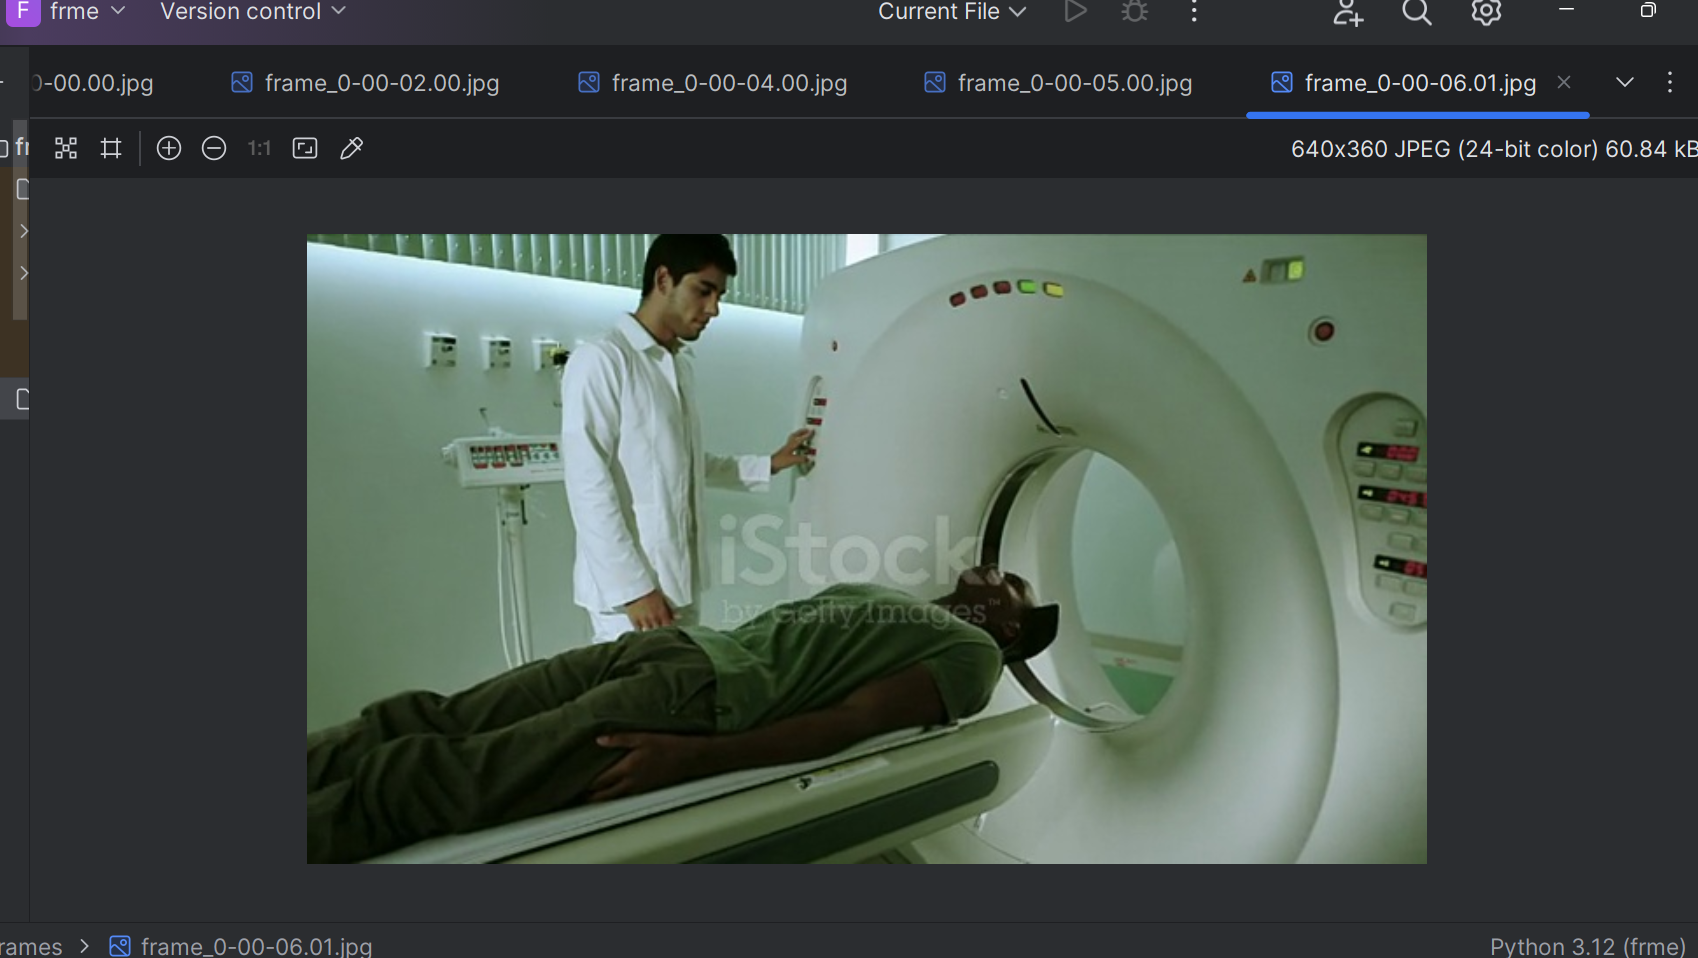 F frme Version control Current File
0-00.00.jpg frame_0-00-02.00.jpg frame_0-00-04.00.jpg frame_0-00-05.00.jpg frame_0-00-06.01.jpg
fr 1:1 640x360 JPEG (24-bit color) 60.84 kB
iStock.
by Getty Images™
rames > frame_0-00-06.01.jpg Python 3.12 (frme)